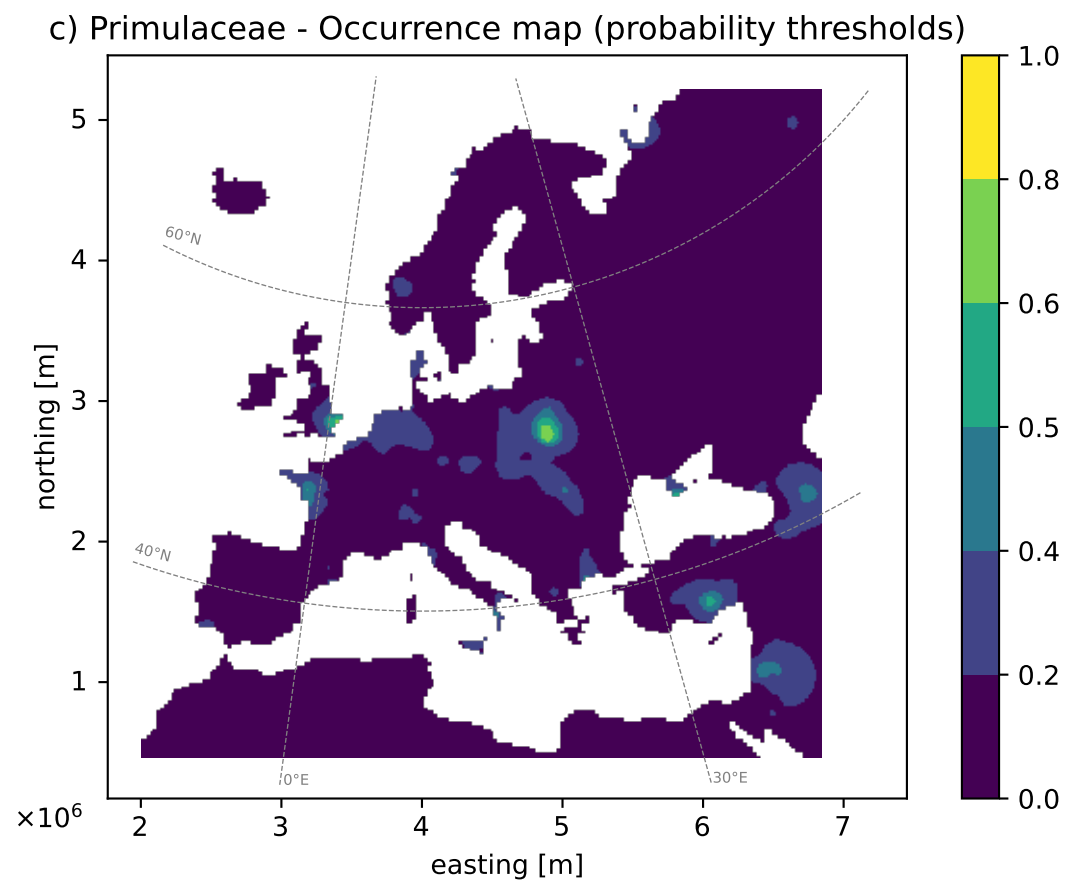 c) Primulaceae - Occurrence map (probability thresholds)
1.0
0.8
0.6
0.5
0.4
0.2
0.0
northing [m]
5
4
3
2
1
60°N
40°N
0°E
30°E
×10⁶
2 3 4 5 6 7
easting [m]